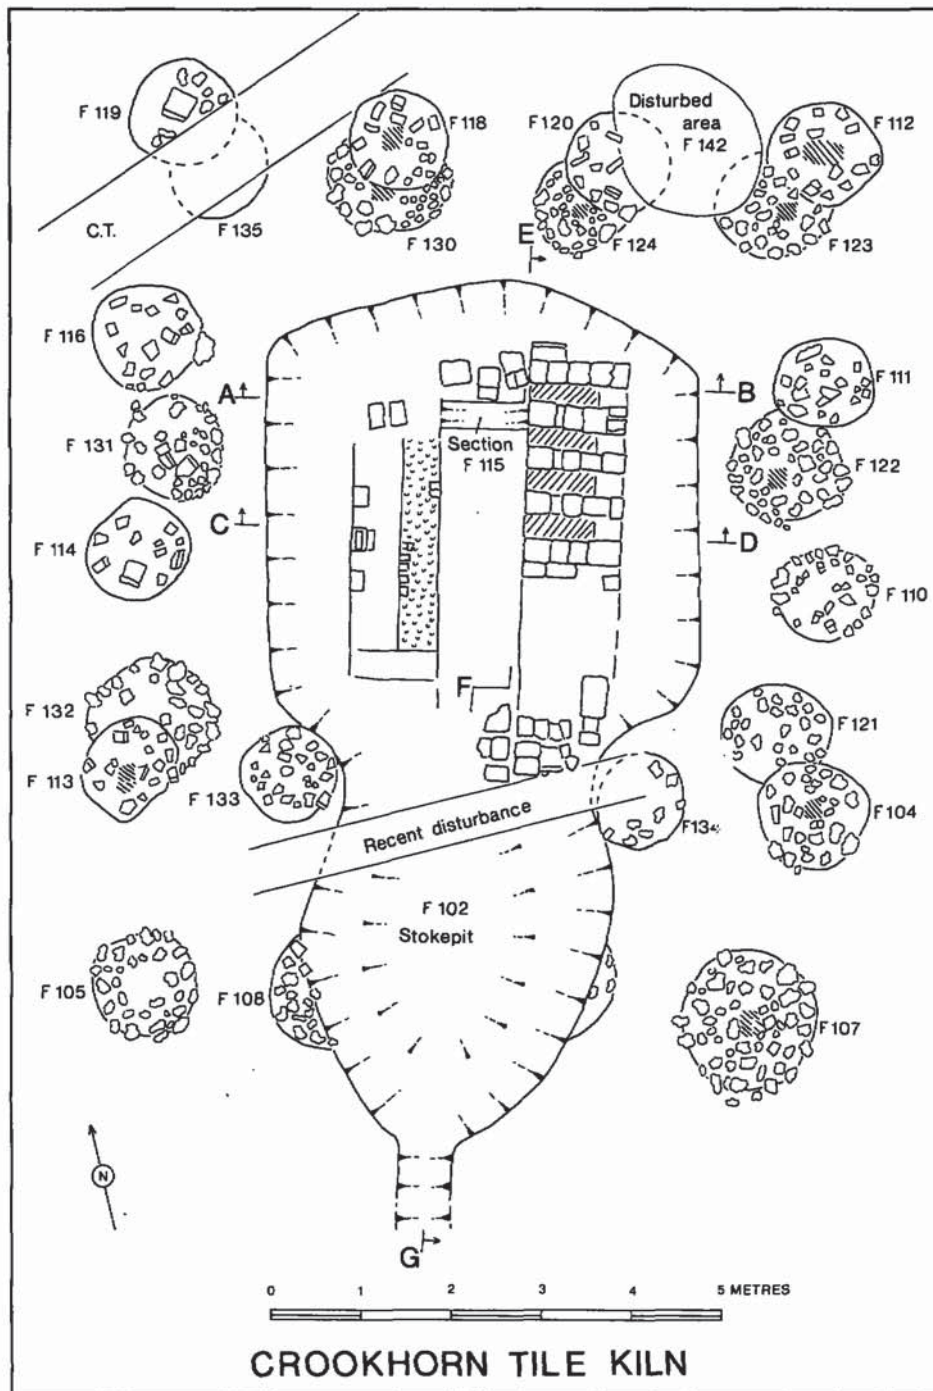 F 119
F 118
F 120
Disturbed
area
F 142
F 112
C.T.
F 135
F 130
E
F 124
F 123
F 116
A
B
F 111
F 131
Section
F 115
F 122
C
D
F 114
F 110
F 132
F
F 121
F 113
F 133
Recent disturbance
F134
F 104
F 102
Stokepit
F 105
F 108
F 107
N
G
0 1 2 3 4 5 METRES
CROOKHORN TILE KILN